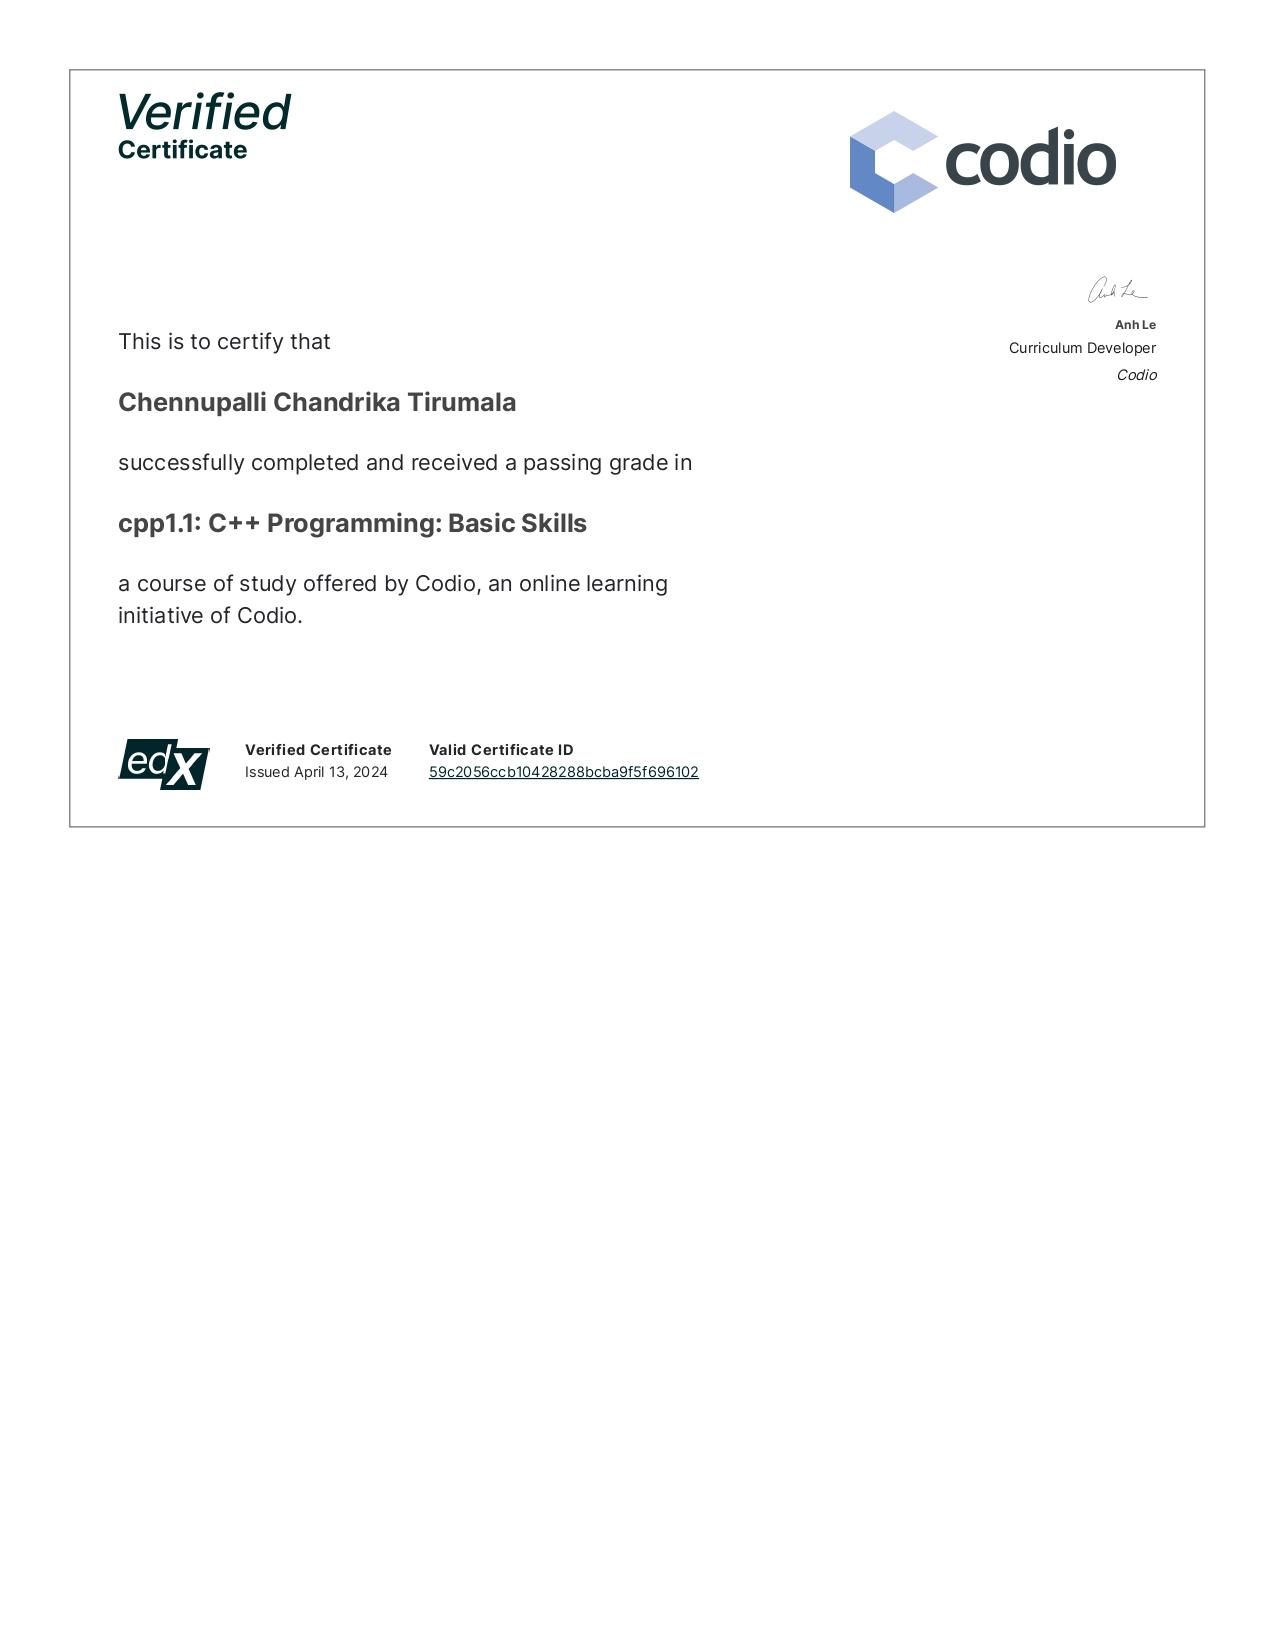 Verified
Certificate
codio
Anh Le
Anh Le
Curriculum Developer
Codio
This is to certify that
Chennupalli Chandrika Tirumala
successfully completed and received a passing grade in
cpp1.1: C++ Programming: Basic Skills
a course of study offered by Codio, an online learning
initiative of Codio.
edX
Verified Certificate
Issued April 13, 2024
Valid Certificate ID
59c2056ccb10428288bcba9f5f696102